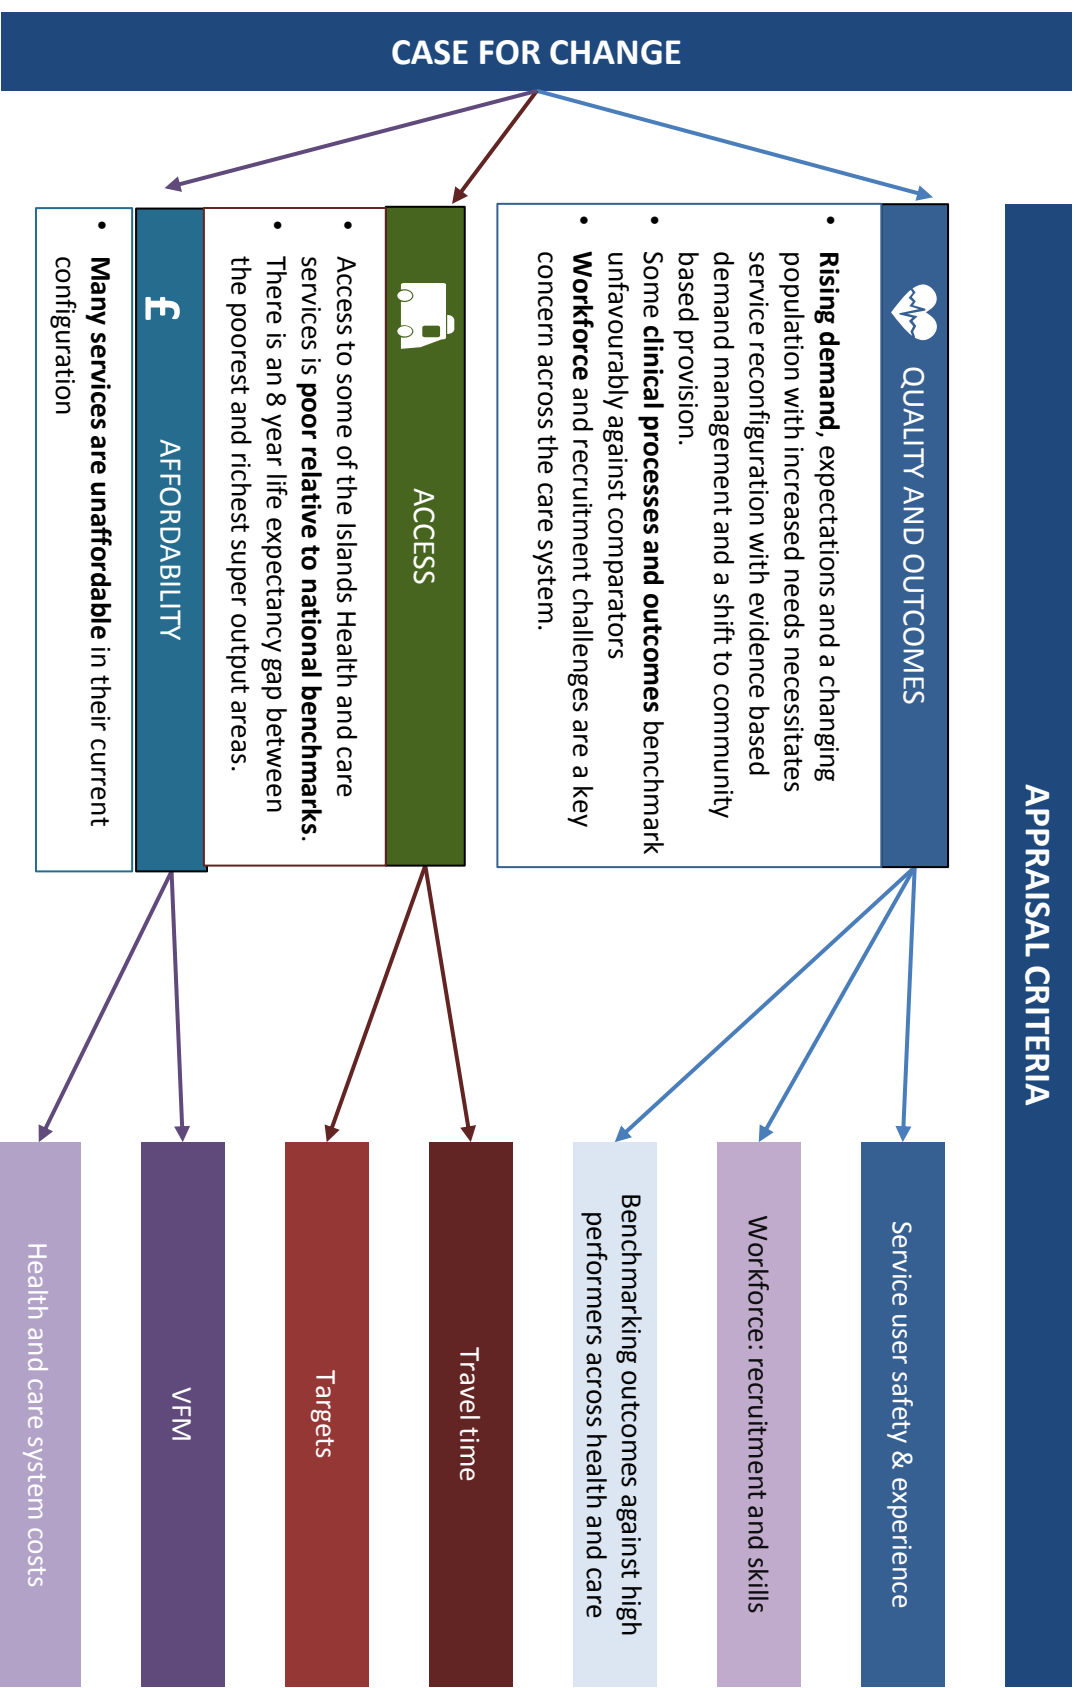 CASE FOR CHANGE
APPRAISAL CRITERIA
QUALITY AND OUTCOMES
• Rising demand, expectations and a changing
population with increased needs necessitates
service reconfiguration with evidence based
demand management and a shift to community
based provision.
• Some clinical processes and outcomes benchmark
unfavourably against comparators
• Workforce and recruitment challenges are a key
concern across the care system.
ACCESS
• Access to some of the Islands Health and care
services is poor relative to national benchmarks.
• There is an 8 year life expectancy gap between
the poorest and richest super output areas.
£ AFFORDABILITY
• Many services are unaffordable in their current
configuration
Service user safety & experience
Workforce: recruitment and skills
Benchmarking outcomes against high
performers across health and care
Travel time
Targets
VFM
Health and care system costs